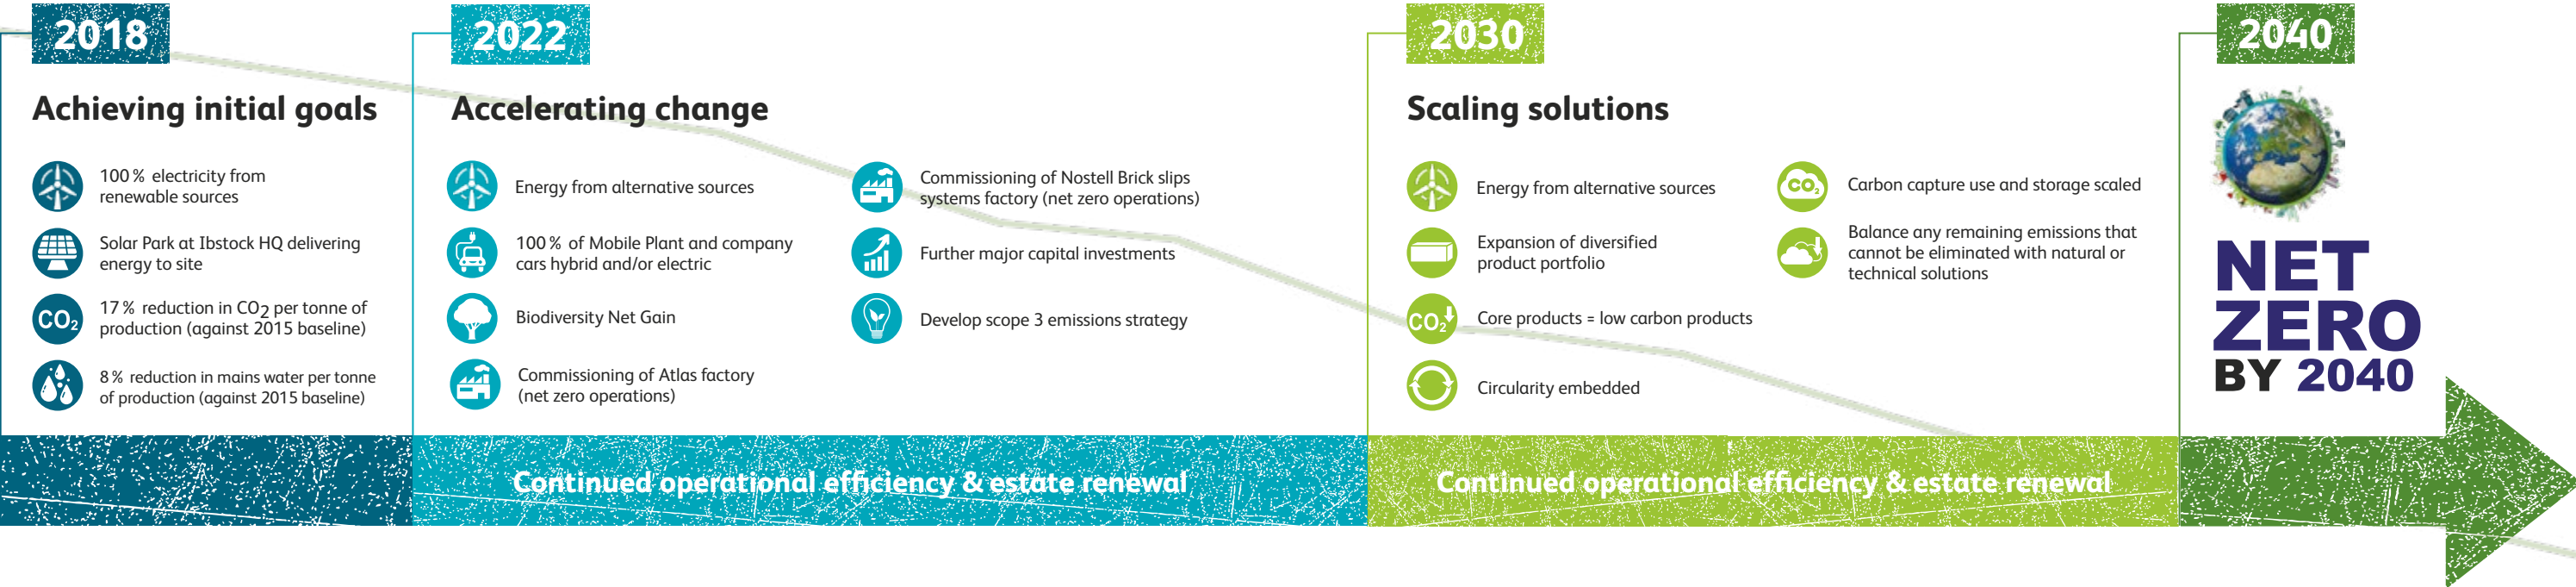 2018
Achieving initial goals
100% electricity from
renewable sources
Solar Park at Ibstock HQ delivering
energy to site
CO2
17% reduction in CO2 per tonne of
production (against 2015 baseline)
8% reduction in mains water per tonne
of production (against 2015 baseline)
2022
Accelerating change
Energy from alternative sources
100% of Mobile Plant and company
cars hybrid and/or electric
Biodiversity Net Gain
Commissioning of Atlas factory
(net zero operations)
Commissioning of Nostell Brick slips
systems factory (net zero operations)
Further major capital investments
Develop scope 3 emissions strategy
Continued operational efficiency & estate renewal
2030
Scaling solutions
Energy from alternative sources
Expansion of diversified
product portfolio
CO2
Core products = low carbon products
Circularity embedded
CO2
Carbon capture use and storage scaled
Balance any remaining emissions that
cannot be eliminated with natural or
technical solutions
Continued operational efficiency & estate renewal
2040
NET
ZERO
BY 2040